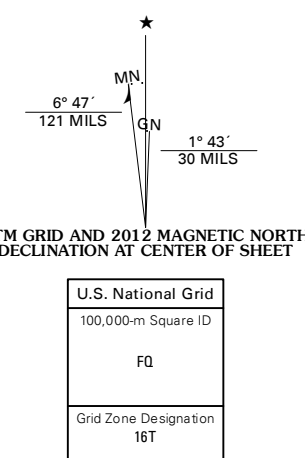 ★
MN.
6° 47´
121 MILS
GN
1° 43´
30 MILS
TM GRID AND 2012 MAGNETIC NORTH
DECLINATION AT CENTER OF SHEET
U.S. National Grid
100,000-m Square ID
FQ
Grid Zone Designation
16T